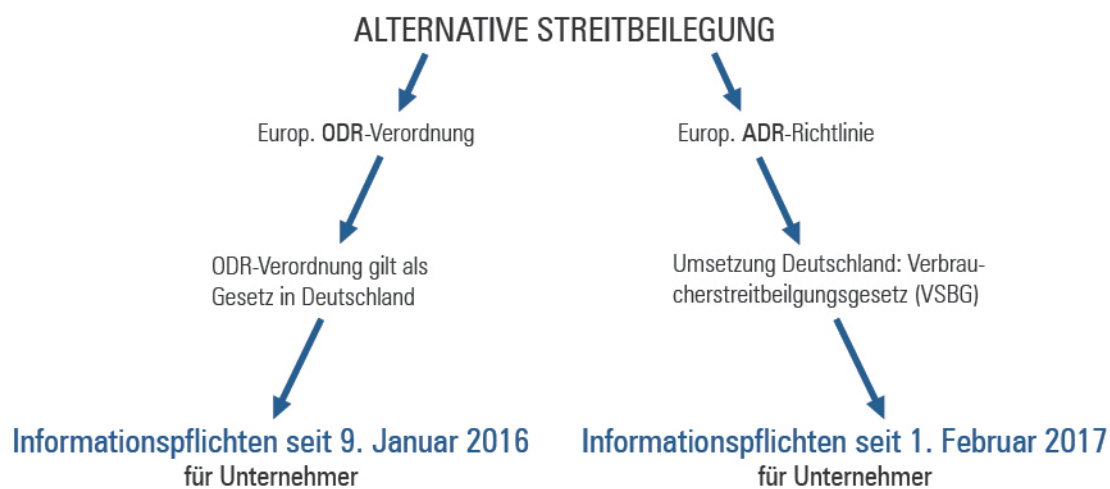 ALTERNATIVE STREITBEILEGUNG
Europ. ODR-Verordnung
Europ. ADR-Richtlinie
ODR-Verordnung gilt als
Gesetz in Deutschland
Umsetzung Deutschland: Verbrau-
cherstreitbeilgungsgesetz (VSBG)
Informationspflichten seit 9. Januar 2016
für Unternehmer
Informationspflichten seit 1. Februar 2017
für Unternehmer